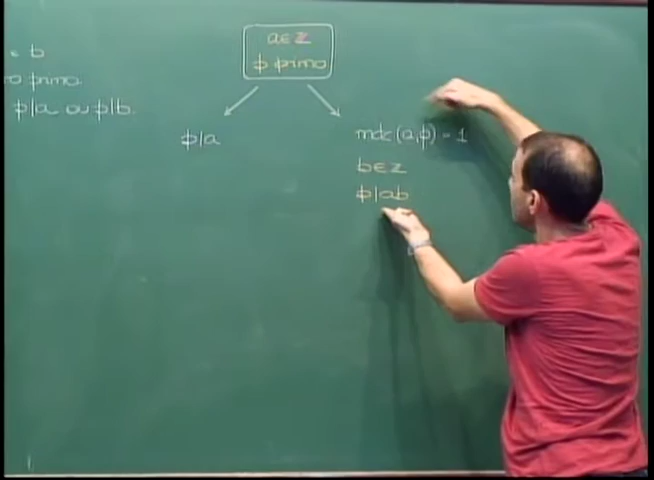 e b
o primo.
p|a ou p|b.
a∈ℤ
p primo
p|a
mdc(a,p) = 1
b∈ℤ
p|ab